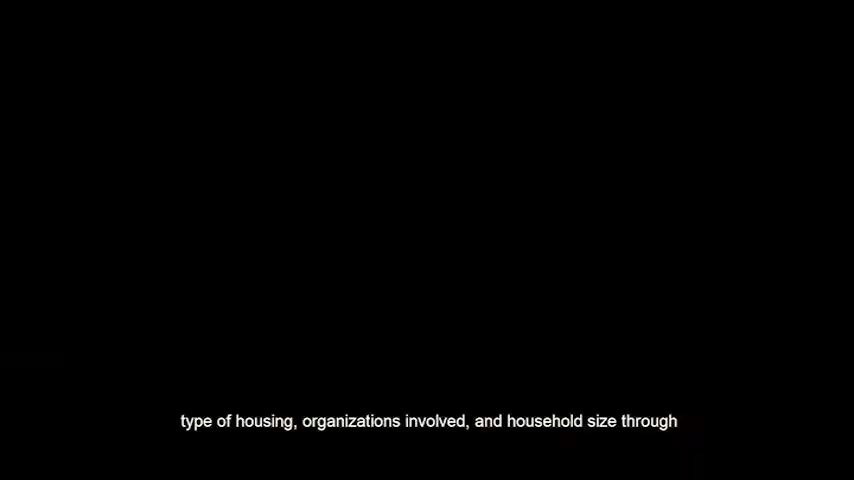 type of housing, organizations involved, and household size through